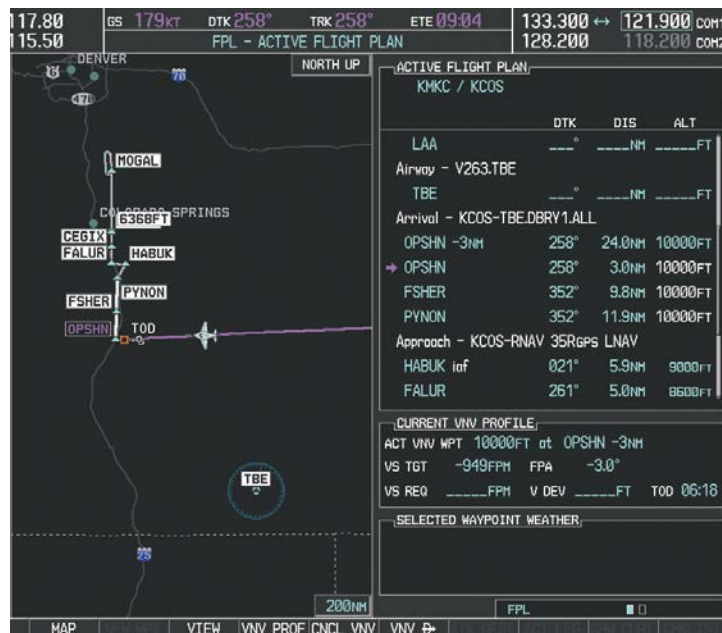 117.80 GS 179KT DTK 258° TRK 258° ETE 09:04 133.300 ↔ 121.900 COM1
115.50 FPL - ACTIVE FLIGHT PLAN 128.200 118.200 COM2
NORTH UP
DENVER
6
76
470
MOGAL
COLORADO SPRINGS
6368FT
CEGIX
FALUR HABUK
PYNON
FSHER
OPSHN TOD
TBE
25
200NM
ACTIVE FLIGHT PLAN
KMKC / KCOS
DTK DIS ALT
LAA ___° ____NM _____FT
Airway - V263.TBE
TBE ___° ____NM _____FT
Arrival - KCOS-TBE.DBRY1.ALL
OPSHN -3NM 258° 24.0NM 10000FT
OPSHN 258° 3.0NM 10000FT
FSHER 352° 9.8NM 10000FT
PYNON 352° 11.9NM 10000FT
Approach - KCOS-RNAV 35RGPS LNAV
HABUK iaf 021° 5.9NM 9000FT
FALUR 261° 5.0NM 8600FT
CURRENT VNV PROFILE
ACT VNV WPT 10000FT at OPSHN -3NM
VS TGT -949FPM FPA -3.0°
VS REQ _____FPM V DEV _____FT TOD 06:18
SELECTED WAYPOINT WEATHER
FPL
MAP VIEW VNV PROF CNCL VNV VNV